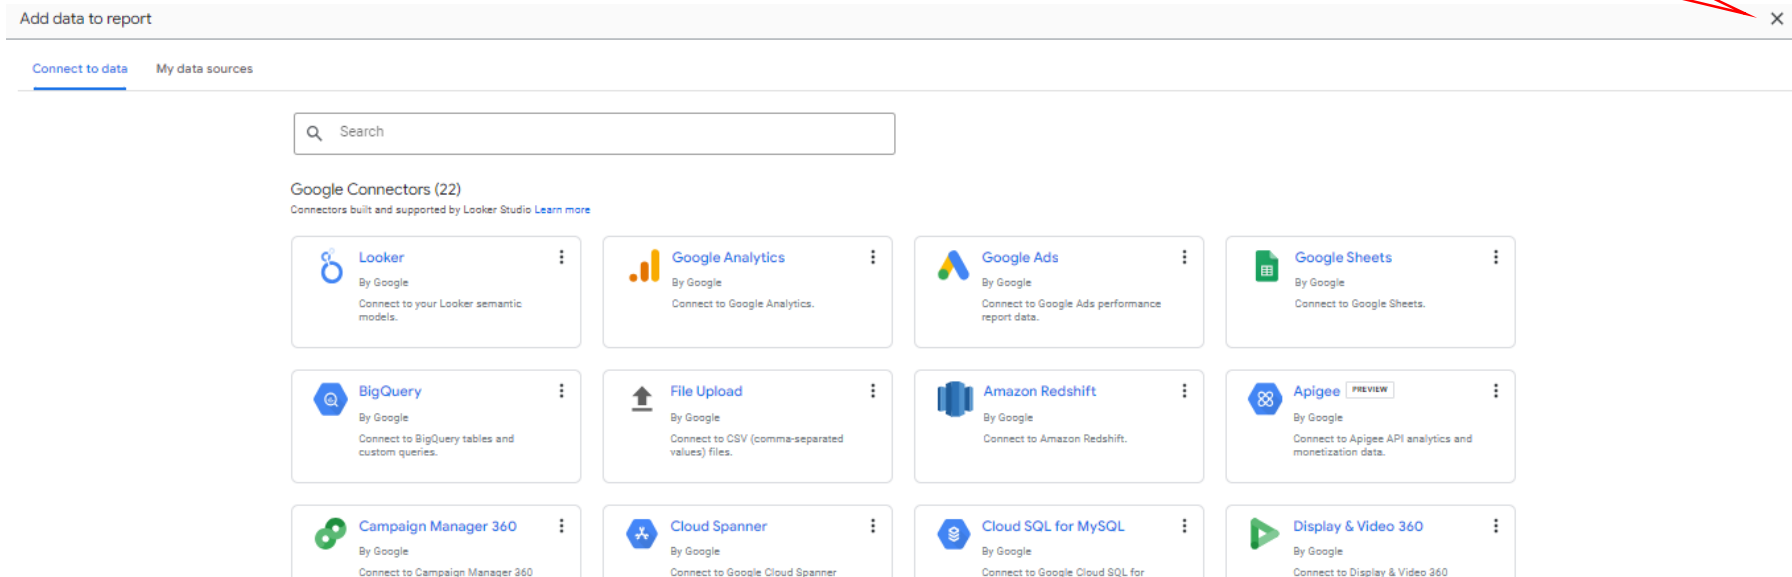 Add data to report
Connect to data My data sources
Search
Google Connectors (22)
Connectors built and supported by Looker Studio Learn more
Looker
By Google
Connect to your Looker semantic
models.
Google Analytics
By Google
Connect to Google Analytics.
Google Ads
By Google
Connect to Google Ads performance
report data.
Google Sheets
By Google
Connect to Google Sheets.
BigQuery
By Google
Connect to BigQuery tables and
custom queries.
File Upload
By Google
Connect to CSV (comma-separated
values) files.
Amazon Redshift
By Google
Connect to Amazon Redshift.
Apigee PREVIEW
By Google
Connect to Apigee API analytics and
monetization data.
Campaign Manager 360
By Google
Connect to Campaign Manager 360
Cloud Spanner
By Google
Connect to Google Cloud Spanner
Cloud SQL for MySQL
By Google
Connect to Google Cloud SQL for
Display & Video 360
By Google
Connect to Display & Video 360